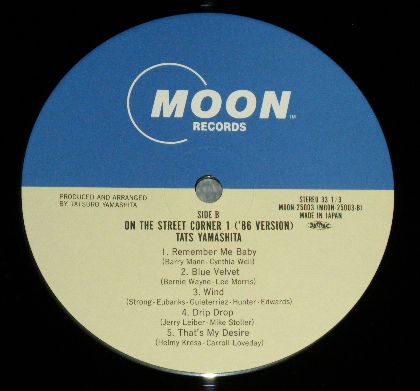 MOON
TM
RECORDS
PRODUCED AND ARRANGED
BY TATSURO YAMASHITA
STEREO 33 1/3
MOON-25003 (MOON-25003-B)
MADE IN JAPAN
SIDE B
ON THE STREET CORNER 1 ('86 VERSION)
TATS YAMASHITA
1. Remember Me Baby
(Barry Mann·Cynthia Weil)
2. Blue Velvet
(Bernie Wayne·Lee Morris)
3. Wind
(Strong·Eubanks·Guieterriez·Hunter·Edwards)
4. Drip Drop
(Jerry Leiber·Mike Stoller)
5. That's My Desire
(Helmy Kresa·Carroll Loveday)